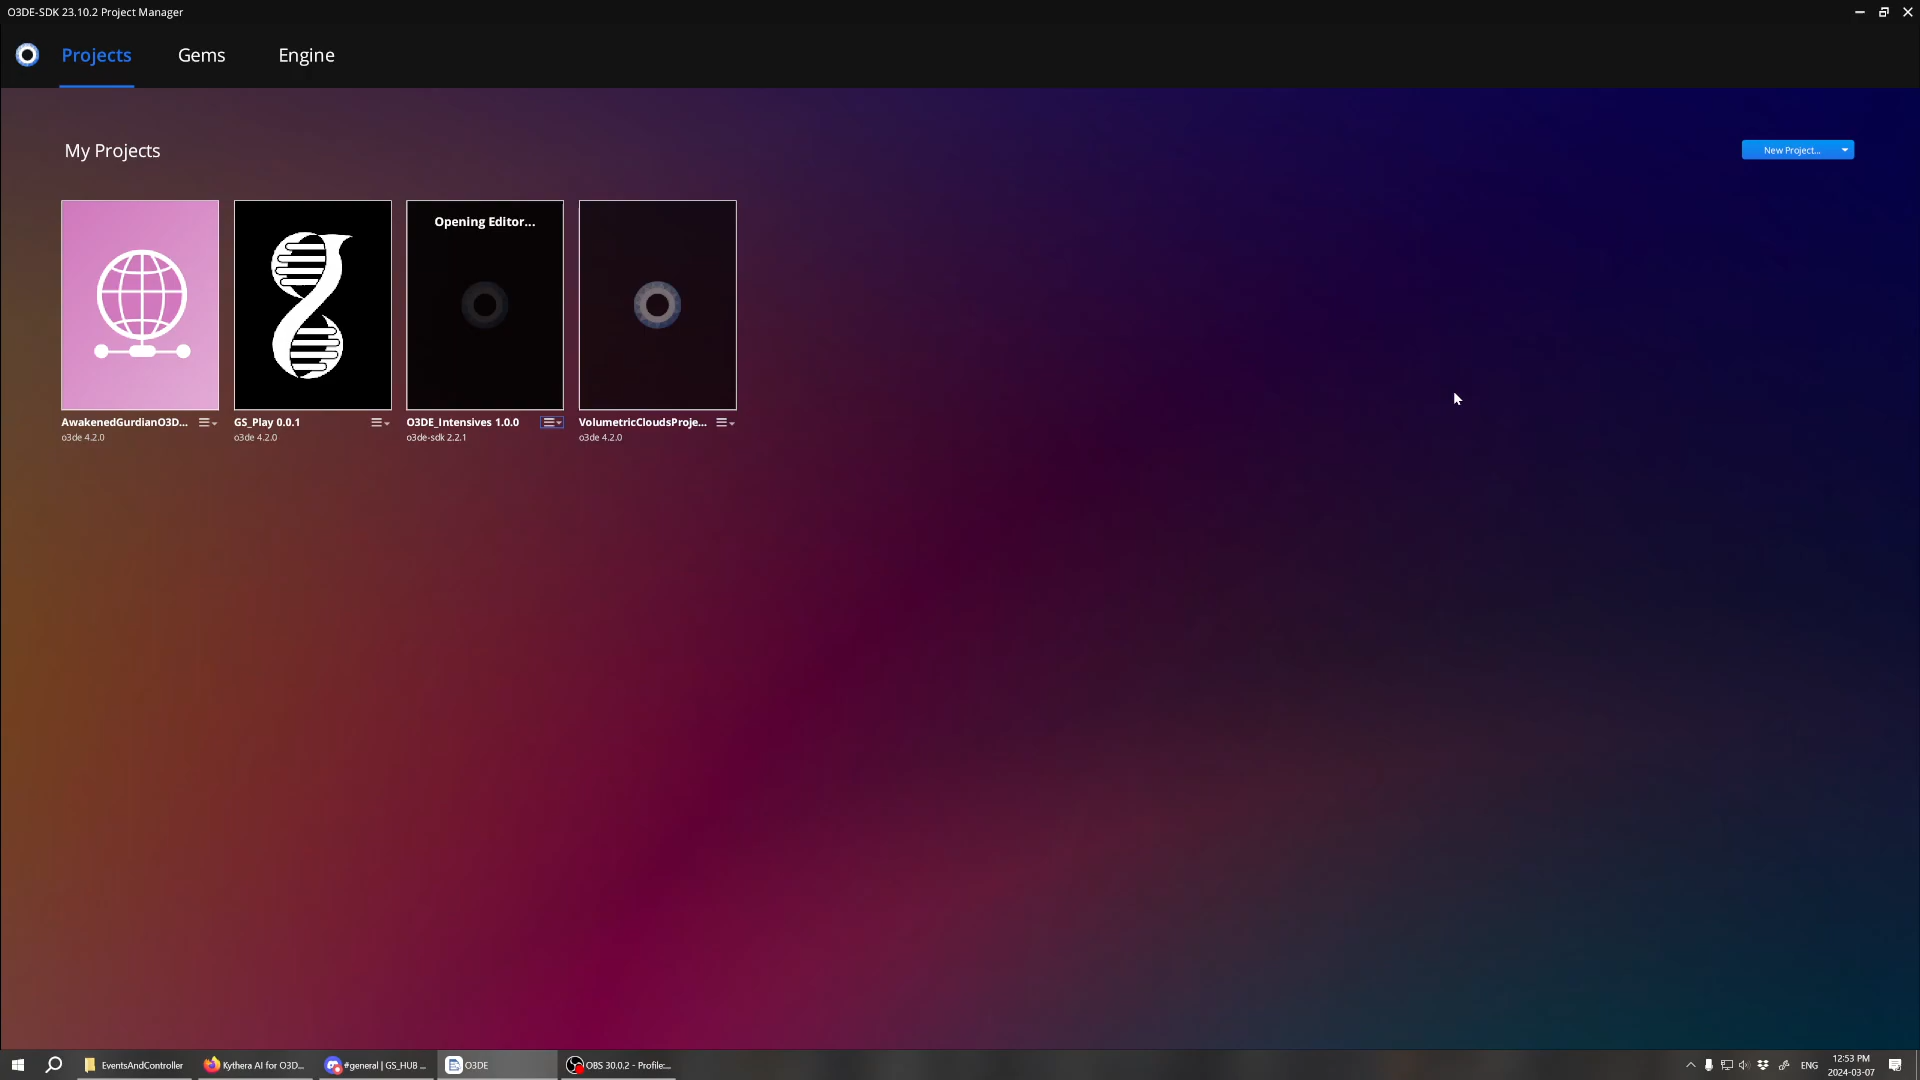 O3DE-SDK 23.10.2 Project Manager
Projects
Gems
Engine
My Projects
New Project...
Opening Editor...
AwakenedGurdianO3D...
GS_Play 0.0.1
O3DE_Intensives 1.0.0
VolumetricCloudsProje...
o3de 4.2.0
o3de 4.2.0
o3de-sdk 2.2.1
o3de 4.2.0
EventsAndController
Kythera AI for O3D...
#general | GS_HUB ...
O3DE
OBS 30.0.2 - Profile:...
ENG
12:53 PM
2024-03-07